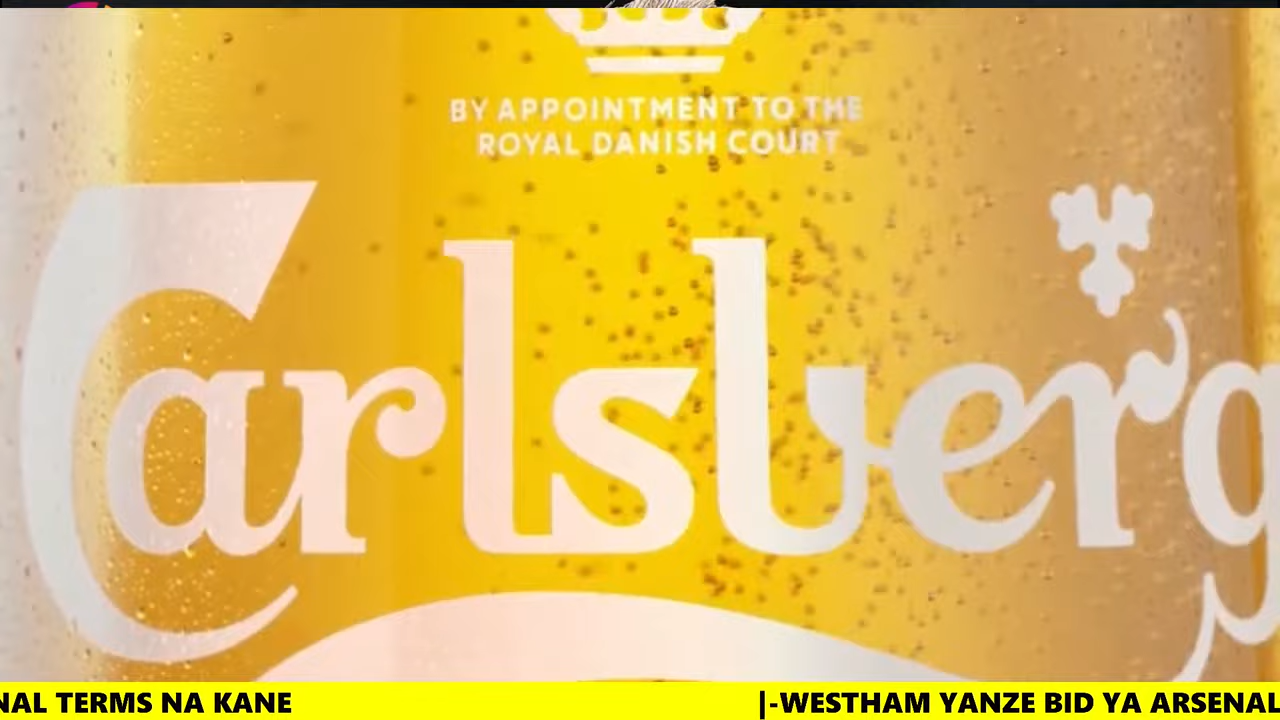 BY APPOINTMENT TO THE
ROYAL DANISH COURT
Carlsberg
NAL TERMS NA KANE |-WESTHAM YANZE BID YA ARSENAL